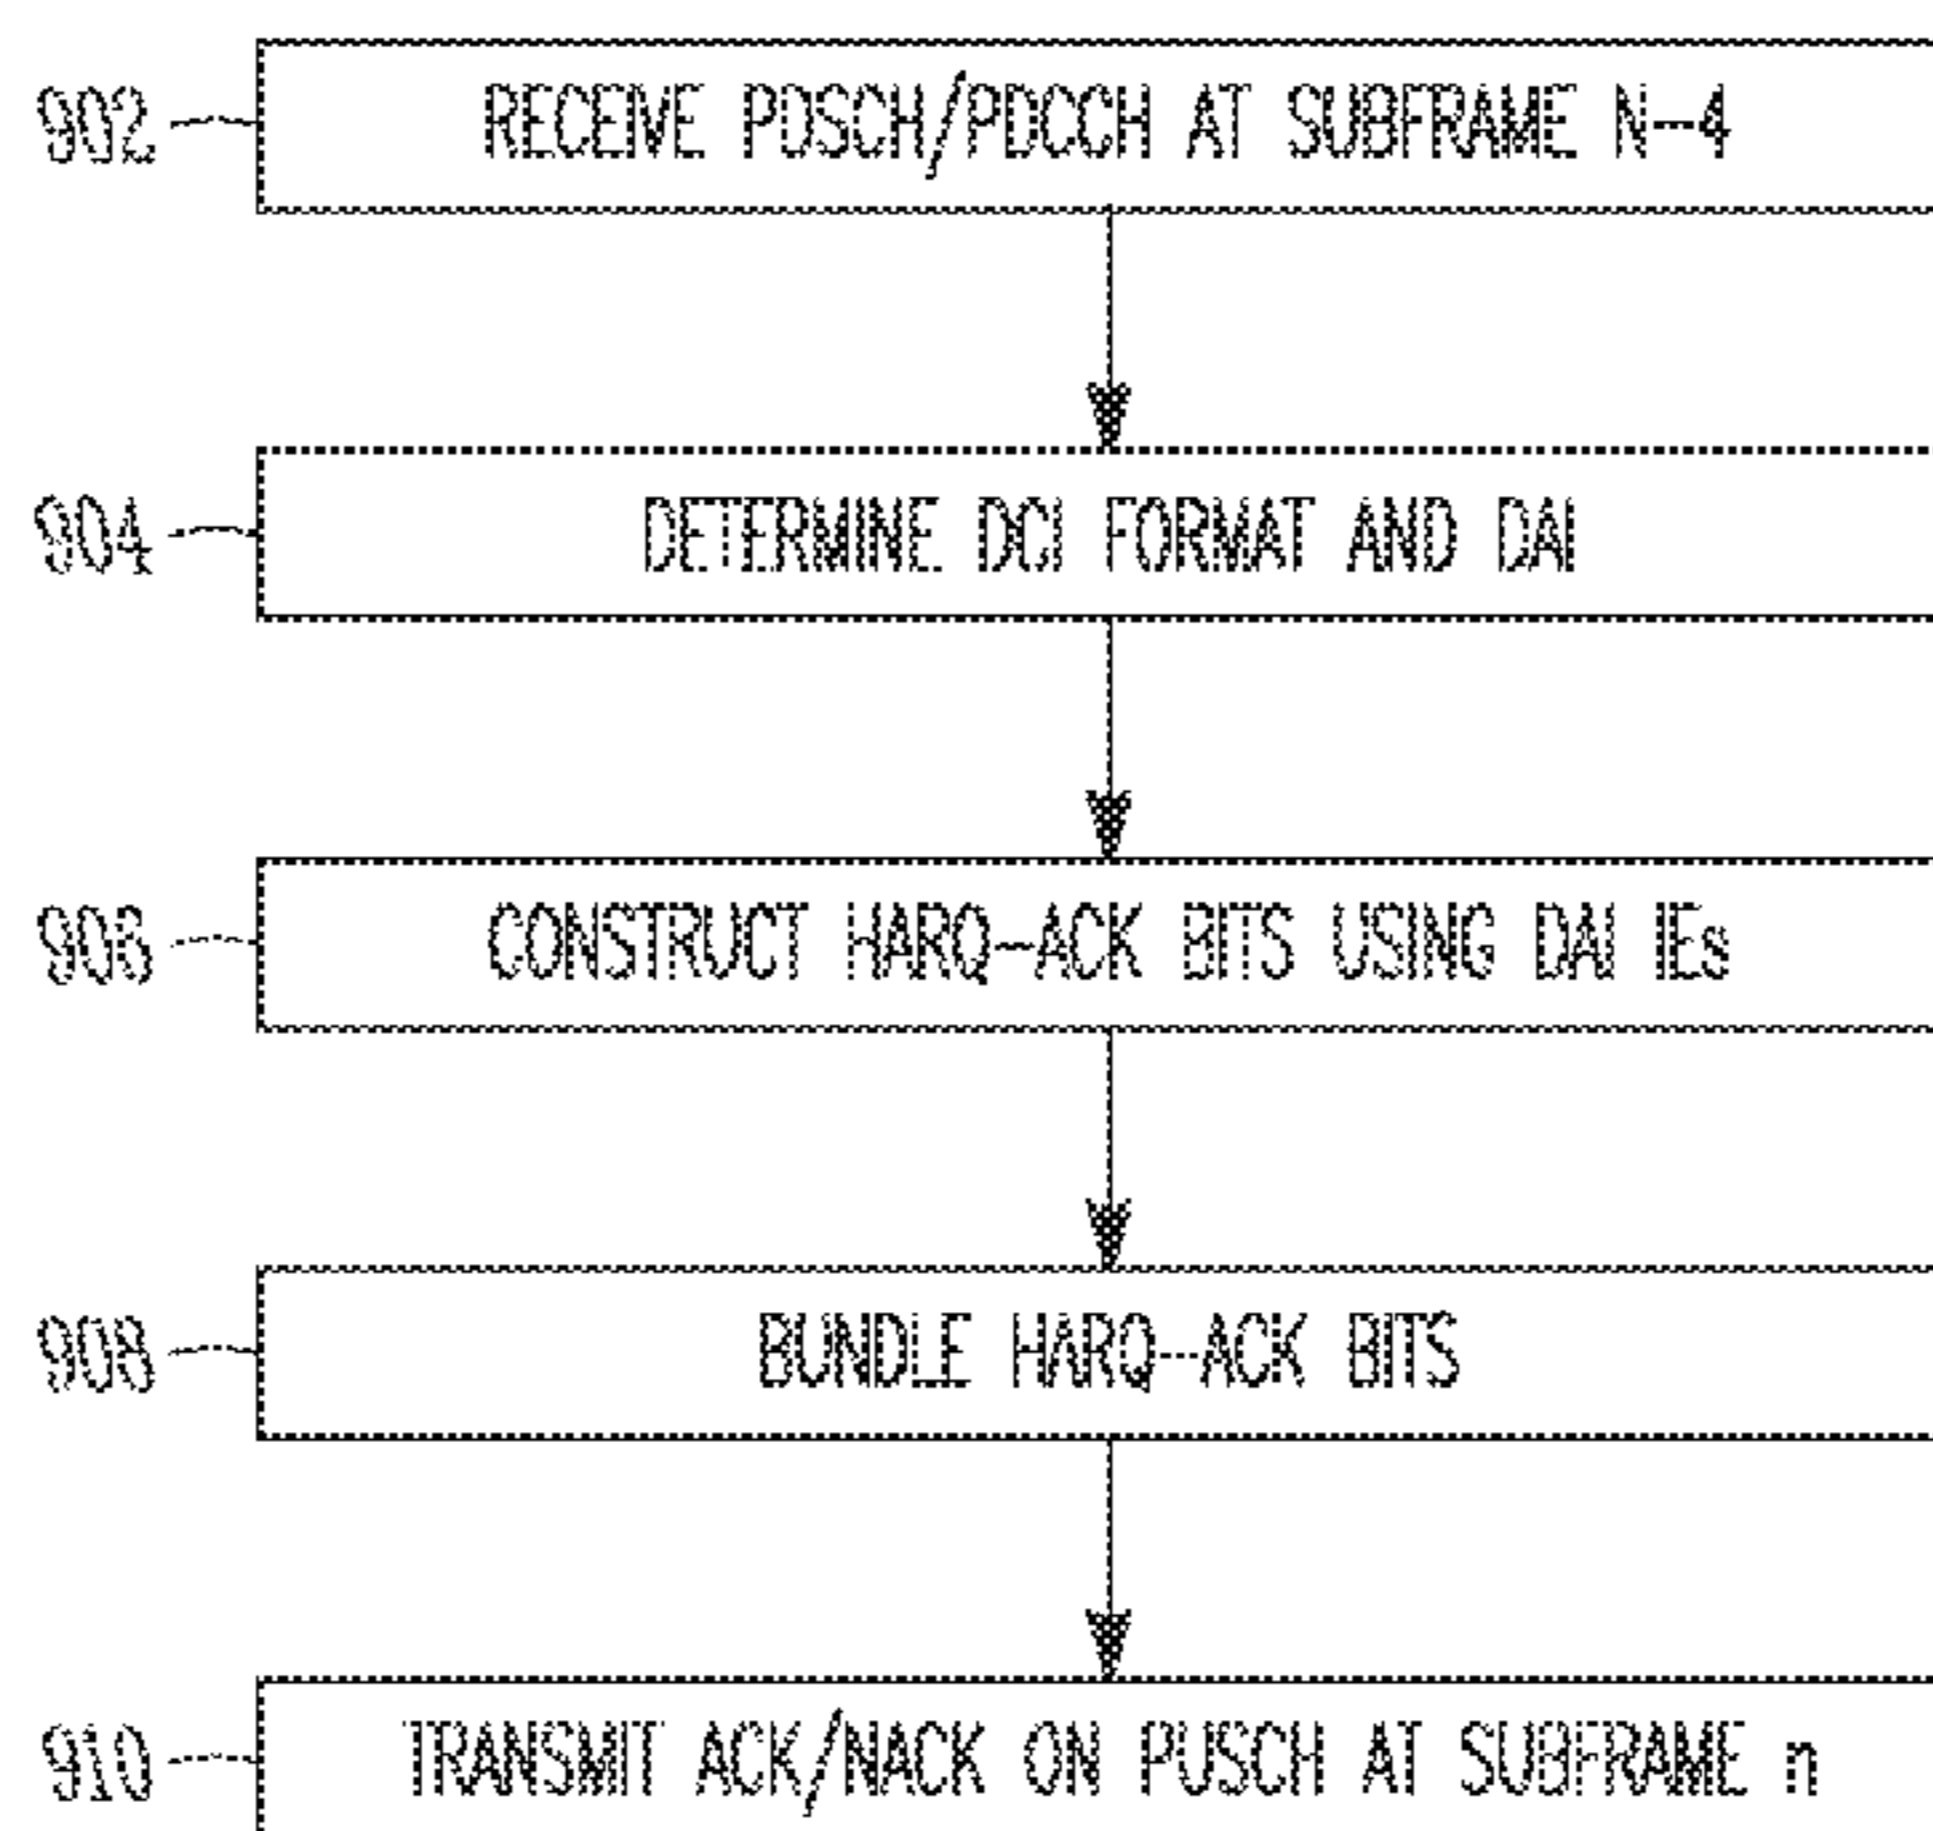 902 RECEIVE PDSCH/PDCCH AT SUBFRAME N-4
904 DETERMINE DCI FORMAT AND DAI
906 CONSTRUCT HARQ-ACK BITS USING DAI IEs
908 BUNDLE HARQ-ACK BITS
910 TRANSMIT ACK/NACK ON PUSCH AT SUBFRAME n